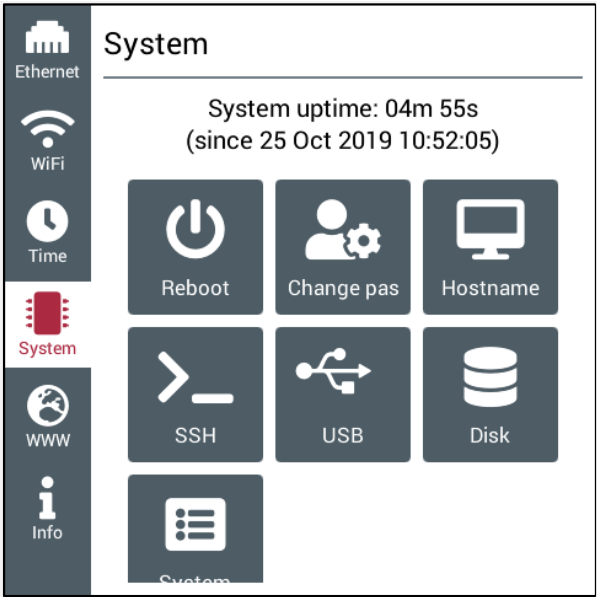 Ethernet
WiFi
Time
System
WWW
Info
System
System uptime: 04m 55s
(since 25 Oct 2019 10:52:05)
Reboot
Change pas
Hostname
SSH
USB
Disk
System